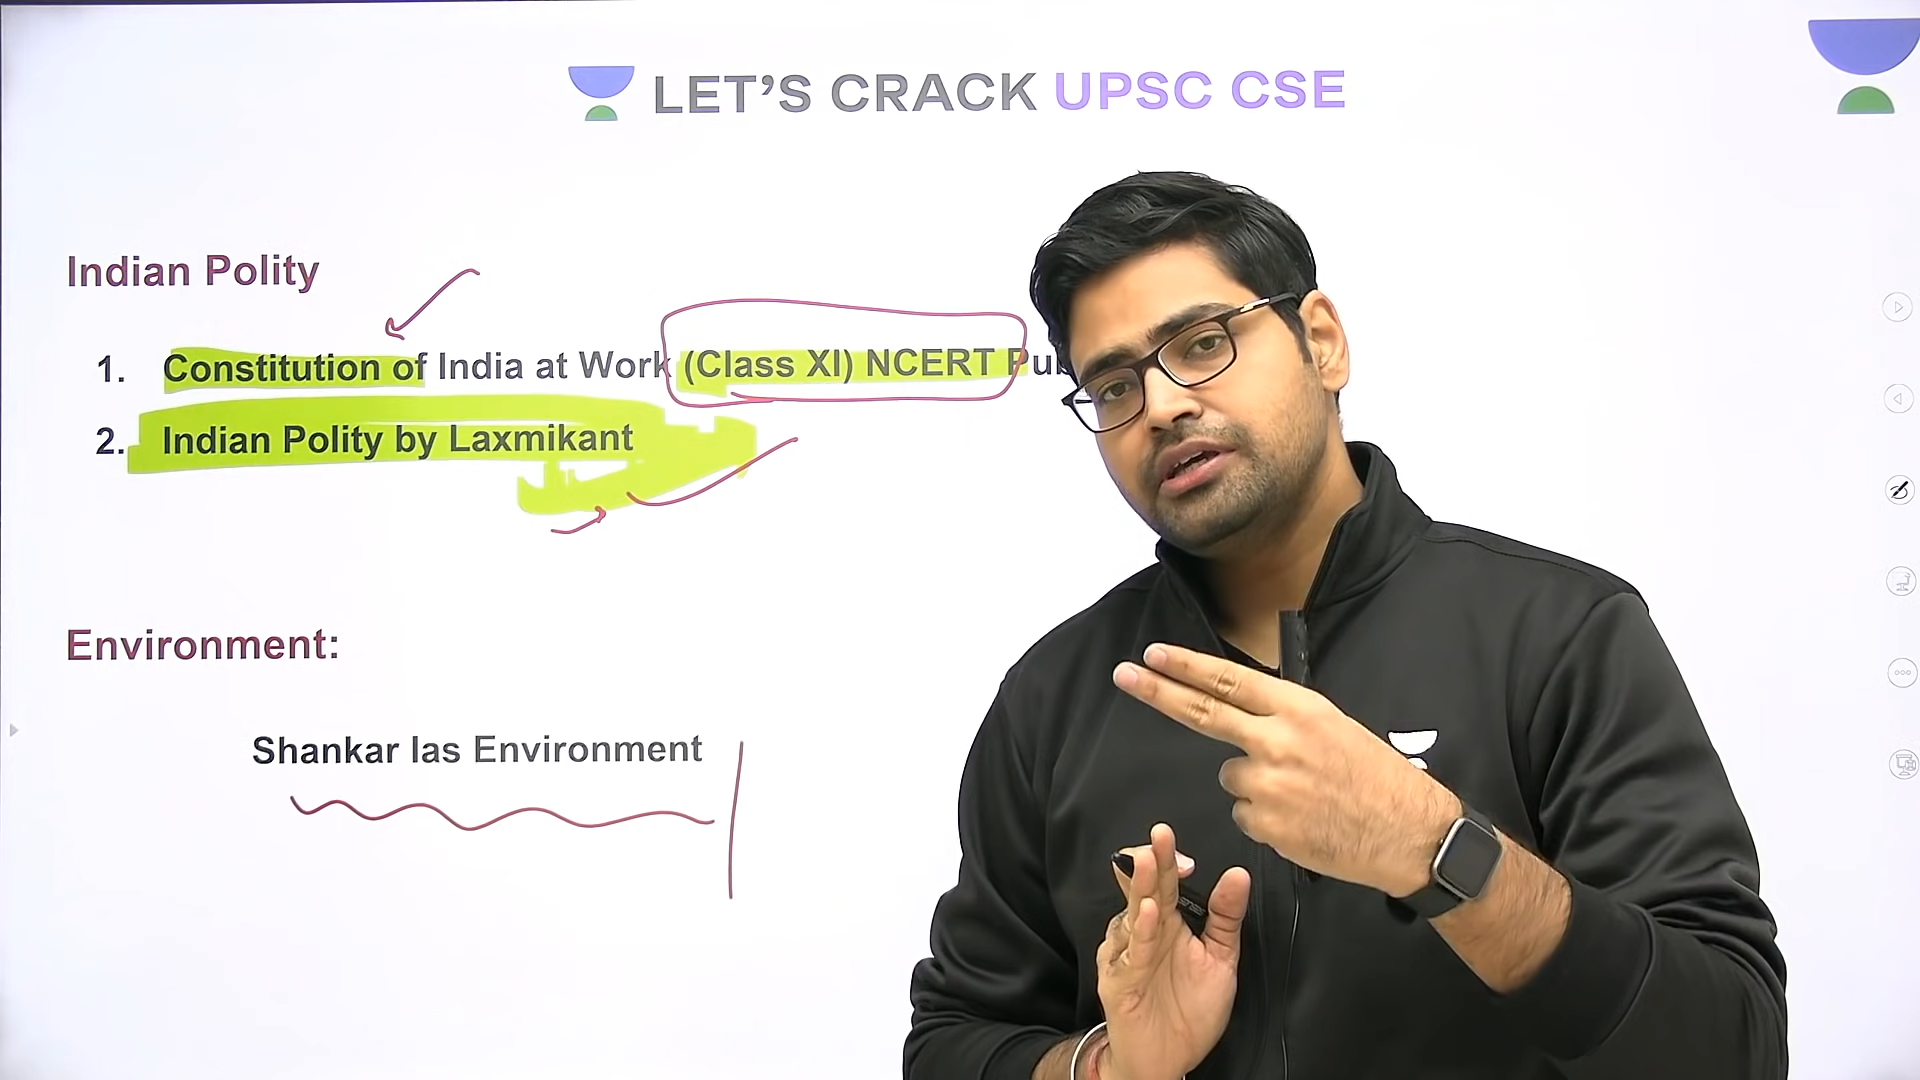 LET'S CRACK UPSC CSE
Indian Polity
1. Constitution of India at Work (Class XI) NCERT
2. Indian Polity by Laxmikant
Environment:
Shankar Ias Environment